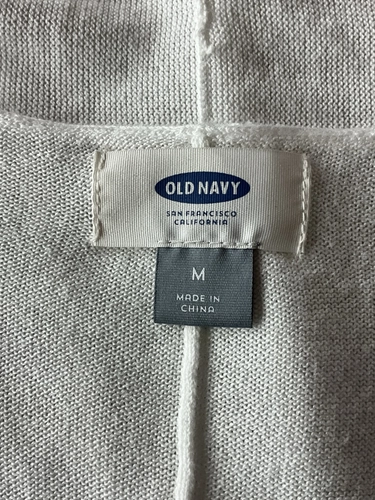 OLD NAVY
SAN FRANCISCO
CALIFORNIA
M
MADE IN
CHINA